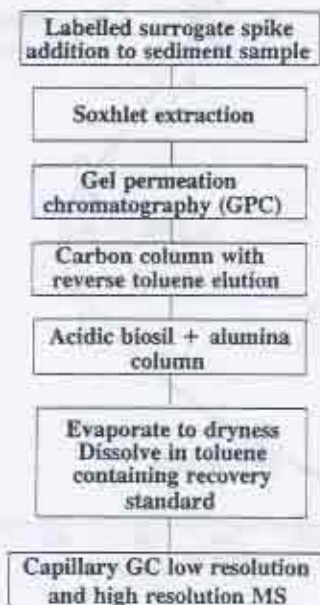 Labelled surrogate spike
addition to sediment sample
Soxhlet extraction
Gel permeation
chromatography (GPC)
Carbon column with
reverse toluene elution
Acidic biosil + alumina
column
Evaporate to dryness
Dissolve in toluene
containing recovery
standard
Capillary GC low resolution
and high resolution MS